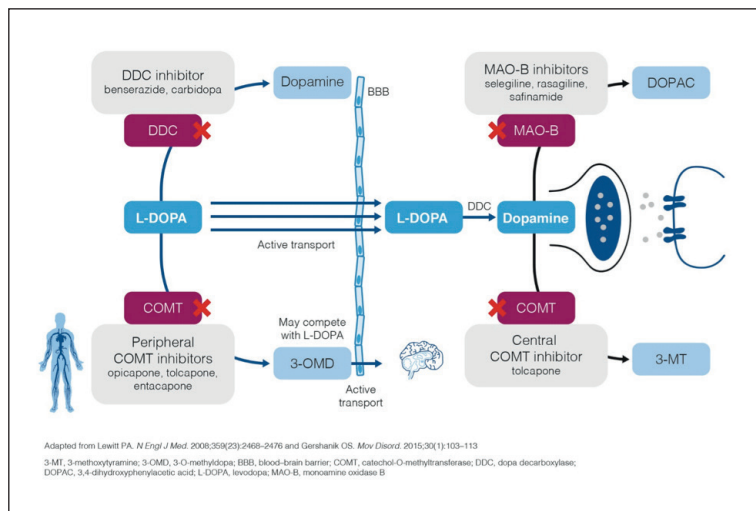 DDC inhibitor
benserazide, carbidopa
Dopamine
BBB
MAO-B inhibitors
selegiline, rasagiline,
safinamide
DOPAC
DDC
MAO-B
L-DOPA
Active transport
L-DOPA
DDC
Dopamine
COMT
Peripheral
COMT inhibitors
opicapone, tolcapone,
entacapone
May compete
with L-DOPA
3-OMD
Active
transport
COMT
Central
COMT inhibitor
tolcapone
3-MT
Adapted from Lewitt PA. N Engl J Med. 2008;359(23):2468–2476 and Gershanik OS. Mov Disord. 2015;30(1):103–113
3-MT, 3-methoxytyramine; 3-OMD, 3-O-methyldopa; BBB, blood–brain barrier; COMT, catechol-O-methyltransferase; DDC, dopa decarboxylase;
DOPAC, 3,4-dihydroxyphenylacetic acid; L-DOPA, levodopa; MAO-B, monoamine oxidase B